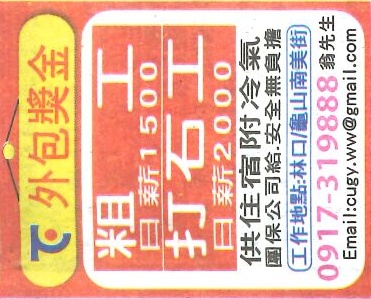 外包獎金
粗工
日薪1500
打石工
日薪2000
供住宿附冷氣
團保公司給.安全無負擔
工作地點:林口/龜山南美街
0917-319888 翁先生
Email:cugy.ww@gmail.com